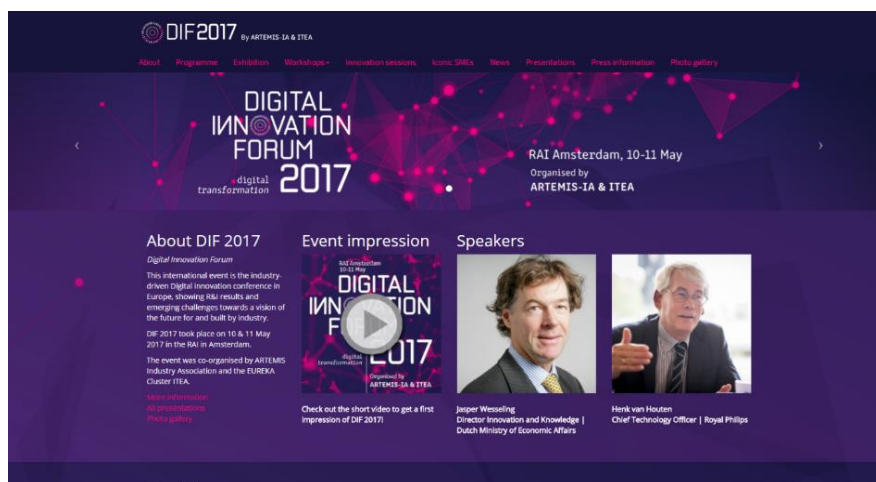 DIF2017 By ARTEMIS-IA & ITEA
About Programme Exhibition Workshops Innovation sessions Iconic SMEs News Presentations Press information Photo gallery
DIGITAL
INNOVATION
FORUM
digital
transformation 2017
RAI Amsterdam, 10-11 May
Organised by
ARTEMIS-IA & ITEA
About DIF 2017
Digital Innovation Forum
This international event is the industry-
driven Digital Innovation conference in
Europe, showing R&I results and
emerging challenges towards a vision of
the future for and built by industry.
DIF 2017 took place on 10 & 11 May
2017 in the RAI in Amsterdam.
The event was co-organised by ARTEMIS
Industry Association and the EUREKA
Cluster ITEA.
More information
All presentations
Photo gallery
Event impression
RAI Amsterdam
10-11 May
DIGITAL
INNOVATION
FORUM
digital
transformation 2017
Organised by
ARTEMIS-IA & ITEA
Check out the short video to get a first
impression of DIF 2017!
Speakers
Jasper Wesseling
Director Innovation and Knowledge |
Dutch Ministry of Economic Affairs
Henk van Houten
Chief Technology Officer | Royal Philips